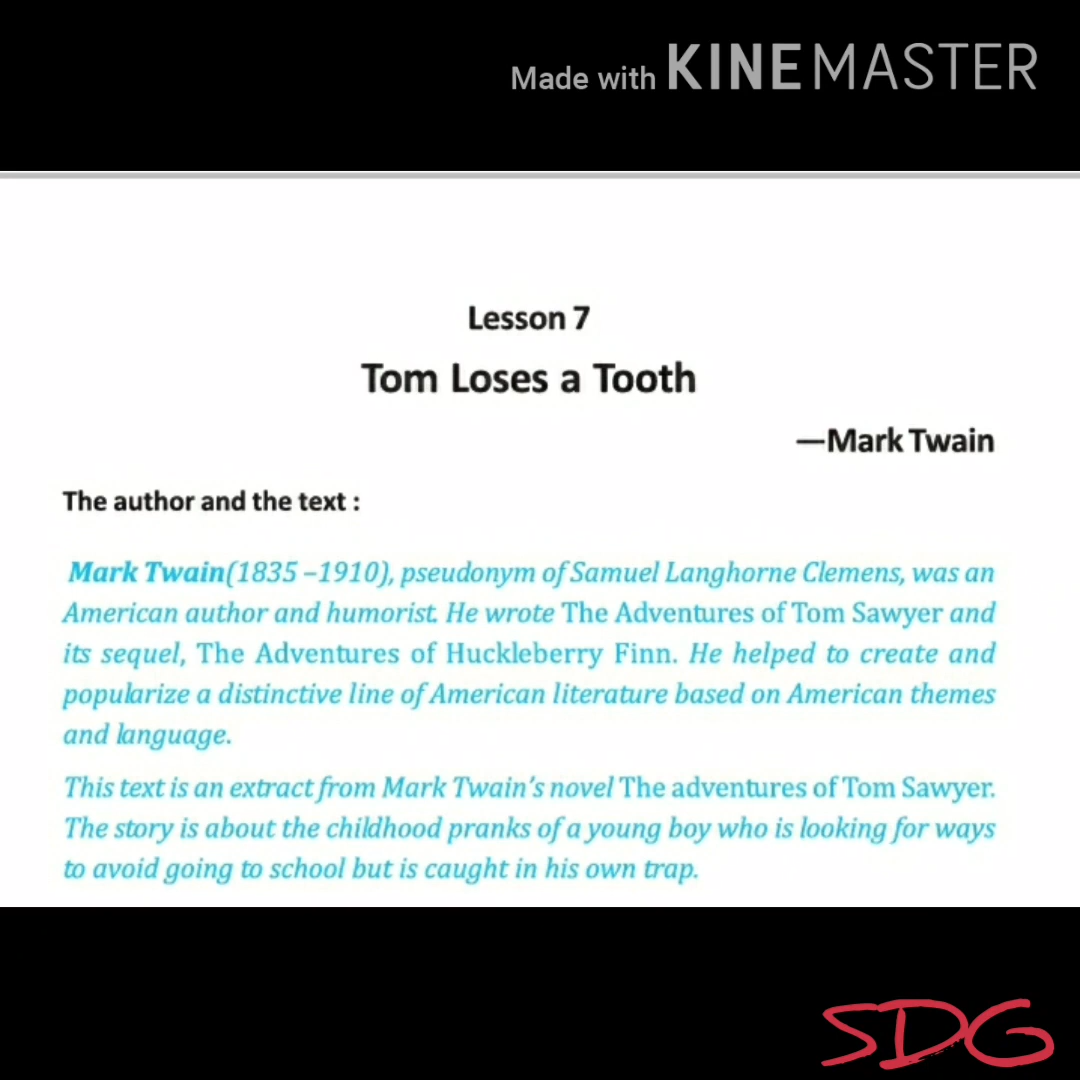 Made with KINEMASTER
Lesson 7
Tom Loses a Tooth
—Mark Twain
The author and the text :
Mark Twain(1835 –1910), pseudonym of Samuel Langhorne Clemens, was an
American author and humorist. He wrote The Adventures of Tom Sawyer and
its sequel, The Adventures of Huckleberry Finn. He helped to create and
popularize a distinctive line of American literature based on American themes
and language.
This text is an extract from Mark Twain’s novel The adventures of Tom Sawyer.
The story is about the childhood pranks of a young boy who is looking for ways
to avoid going to school but is caught in his own trap.
SDG